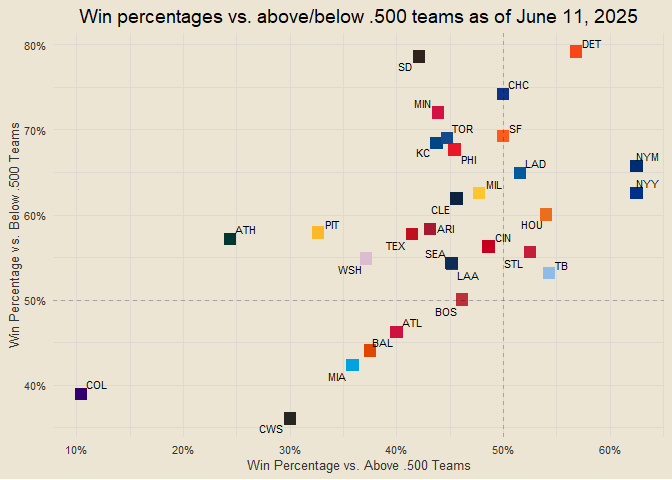 Win percentages vs. above/below .500 teams as of June 11, 2025
Win Percentage vs. Below .500 Teams
80%
70%
60%
50%
40%
DET
SD
CHC
MIN
TOR
SF
KC
PHI
NYM
LAD
NYY
MIL
CLE
HOU
ATH
PIT
ARI
TEX
CIN
SEA
STL
TB
WSH
LAA
BOS
ATL
BAL
MIA
COL
CWS
10%
20%
30%
40%
50%
60%
Win Percentage vs. Above .500 Teams